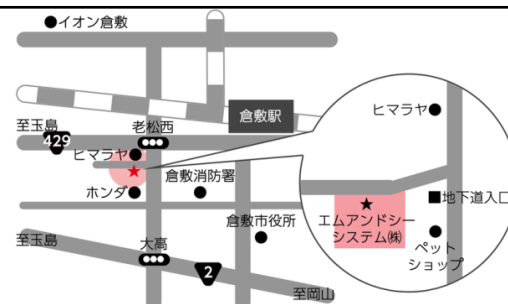 イオン倉敷
倉敷駅
ヒマラヤ
至玉島
老松西
429
ヒマラヤ
倉敷消防署
ホンダ
地下道入口
エムアンドシー
システム㈱
ペット
ショップ
倉敷市役所
至玉島
大高
2
至岡山